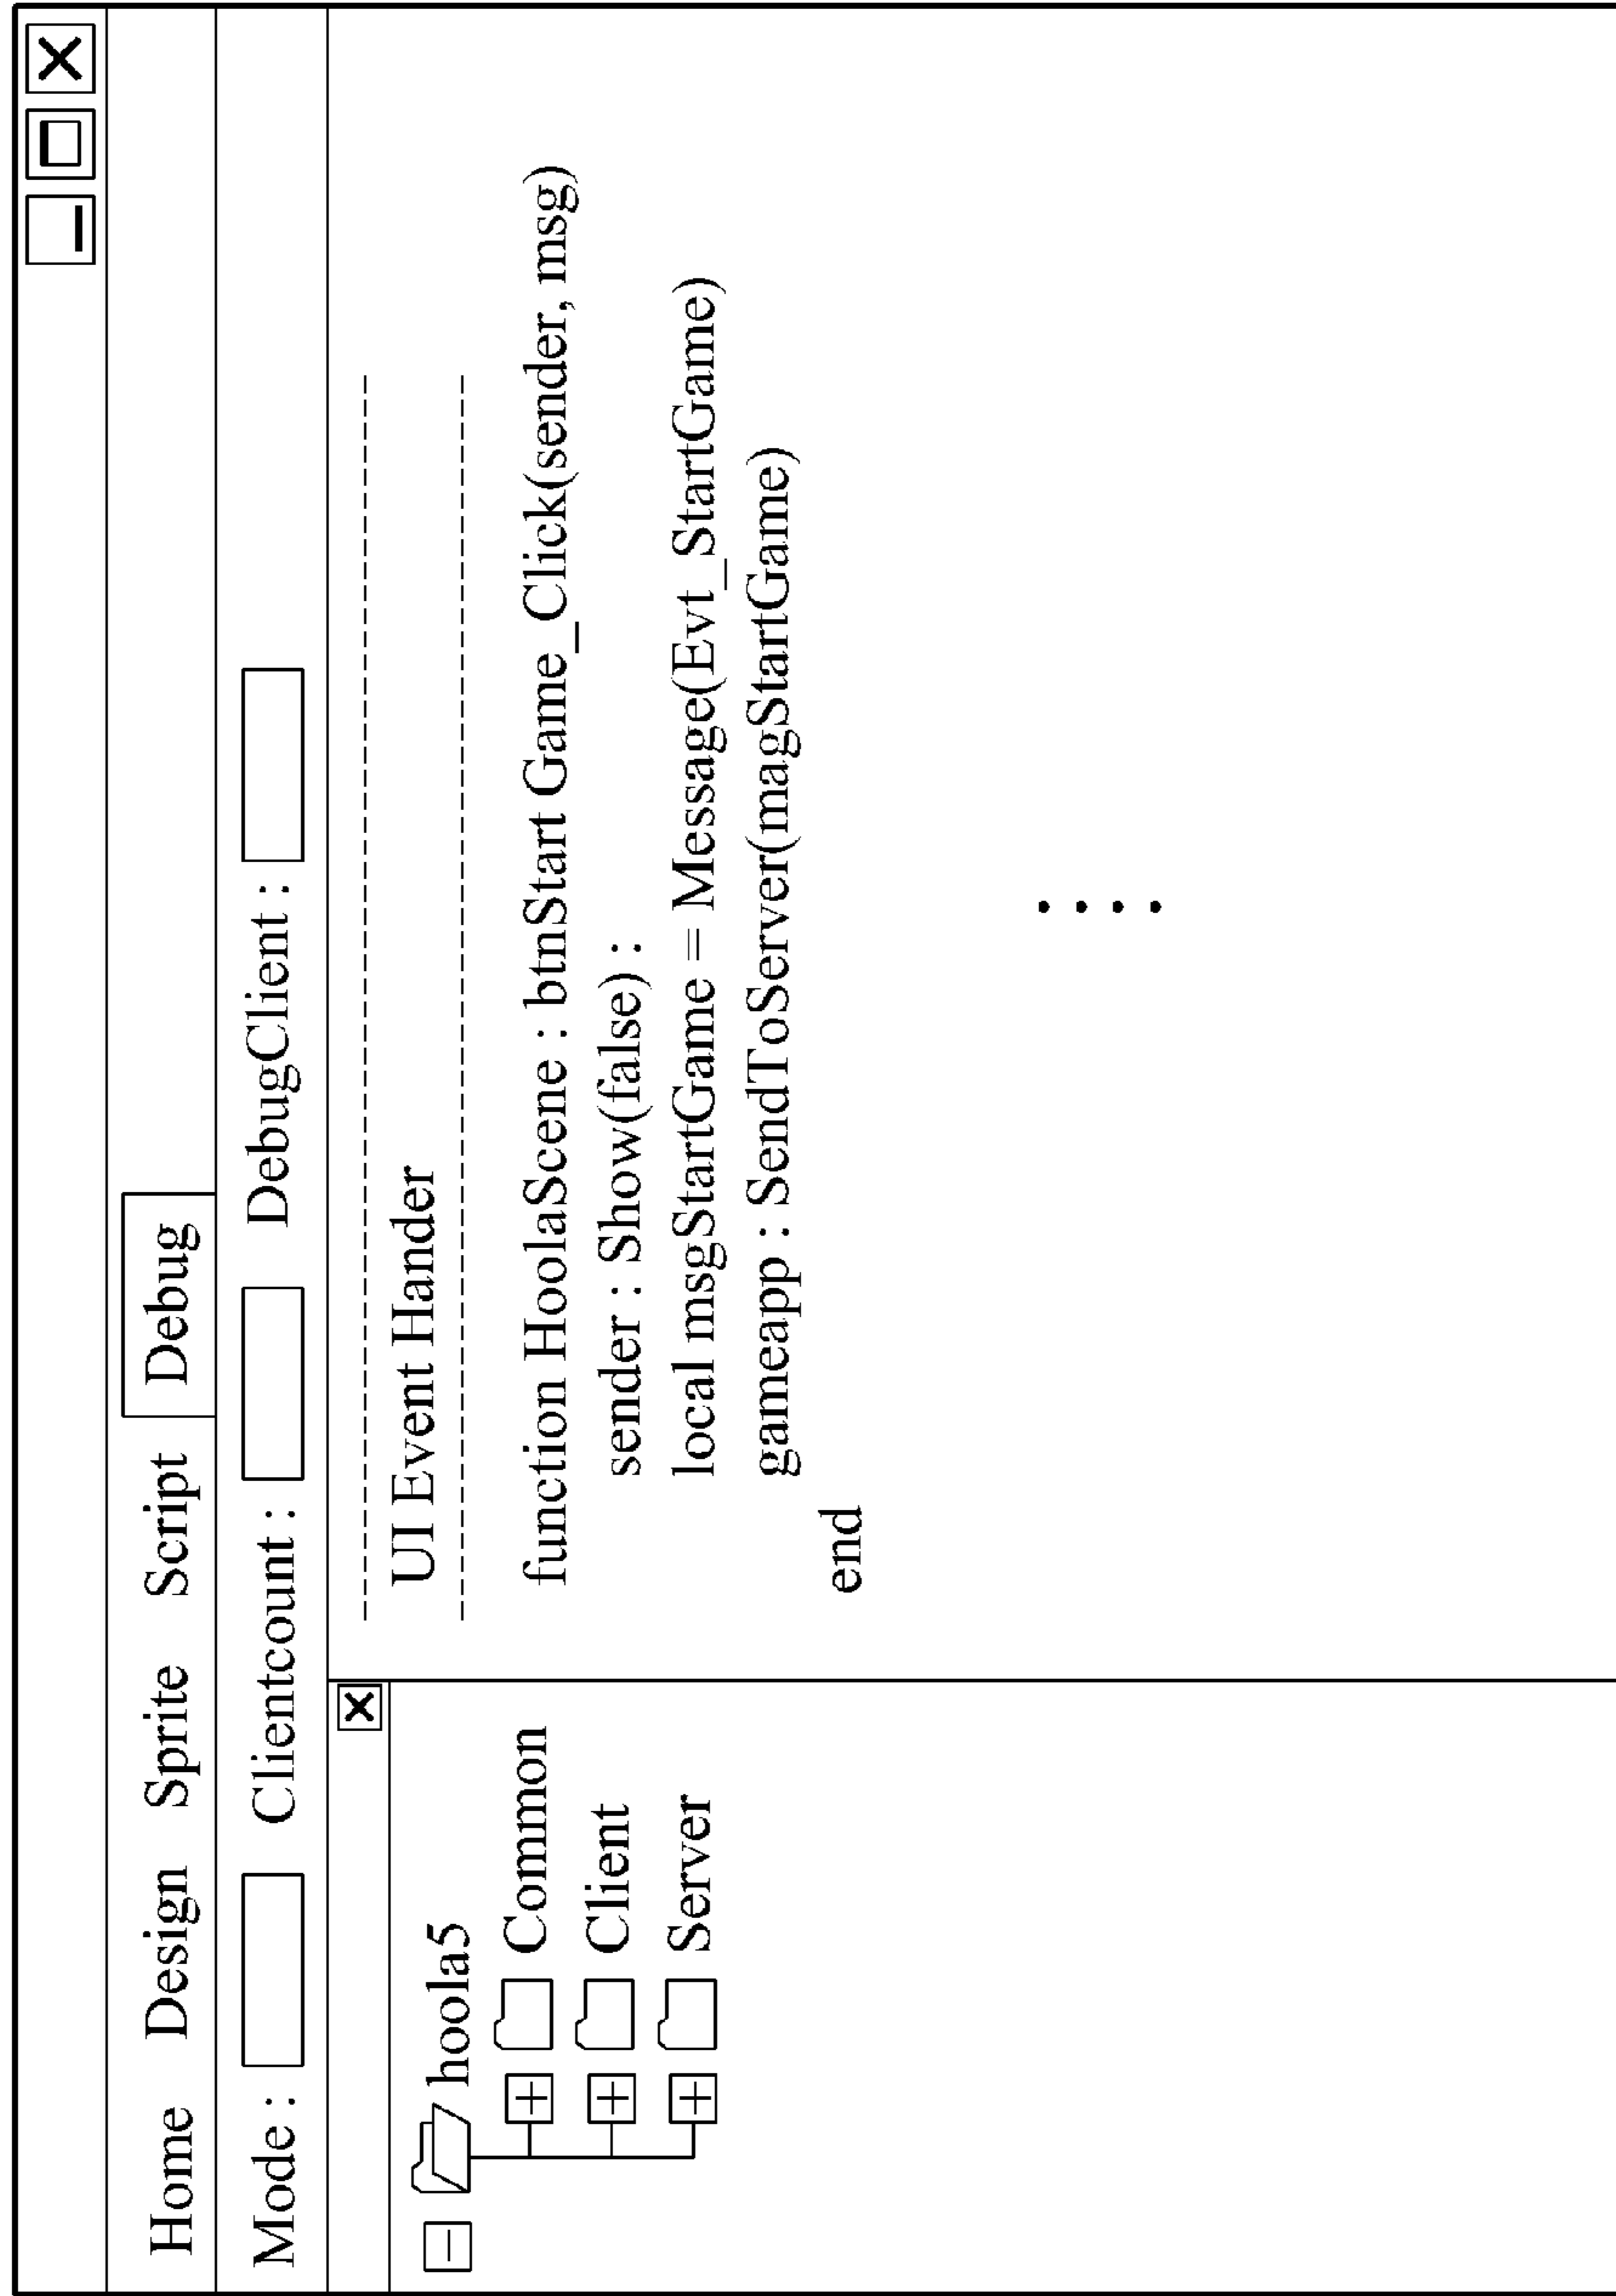 Home Design Sprite Script Debug
Mode : Clientcount : DebugClient :
hoola5
Common
Client
Server
UI Event Hander
function HoolaScene : btnStart Game_Click(sender, msg)
sender : Show(false) :
local msgStartGame = Message(Evt_StartGame)
gameapp : SendToServer(magStartGame)
end